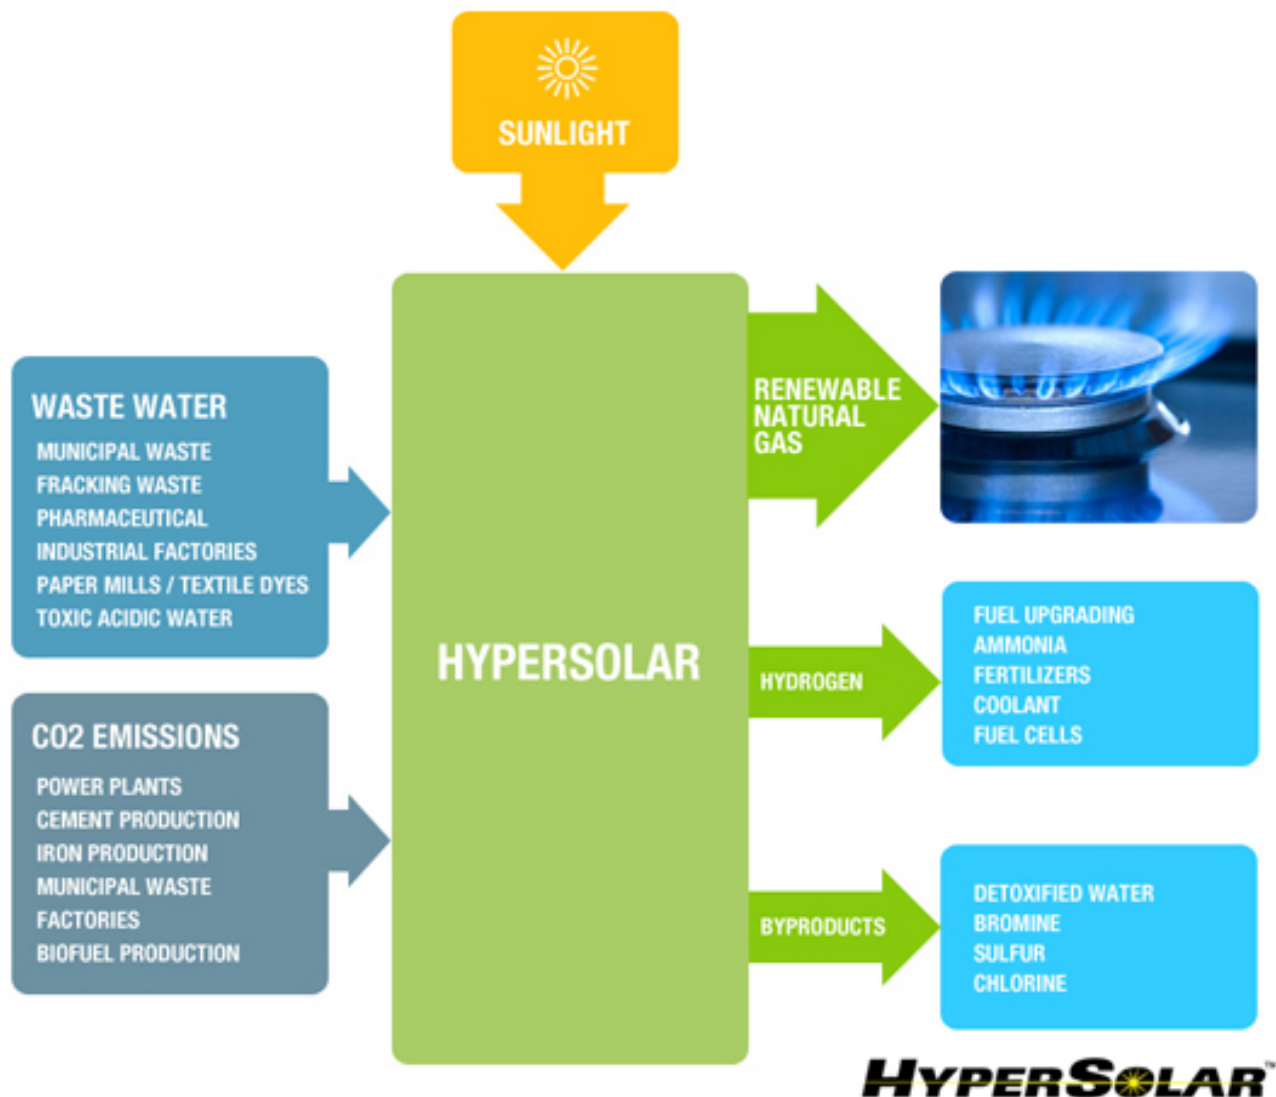 SUNLIGHT
WASTE WATER
MUNICIPAL WASTE
FRACKING WASTE
PHARMACEUTICAL
INDUSTRIAL FACTORIES
PAPER MILLS / TEXTILE DYES
TOXIC ACIDIC WATER
CO2 EMISSIONS
POWER PLANTS
CEMENT PRODUCTION
IRON PRODUCTION
MUNICIPAL WASTE
FACTORIES
BIOFUEL PRODUCTION
HYPERSOLAR
RENEWABLE
NATURAL
GAS
HYDROGEN
FUEL UPGRADING
AMMONIA
FERTILIZERS
COOLANT
FUEL CELLS
BYPRODUCTS
DETOXIFIED WATER
BROMINE
SULFUR
CHLORINE
HYPERSOLAR™